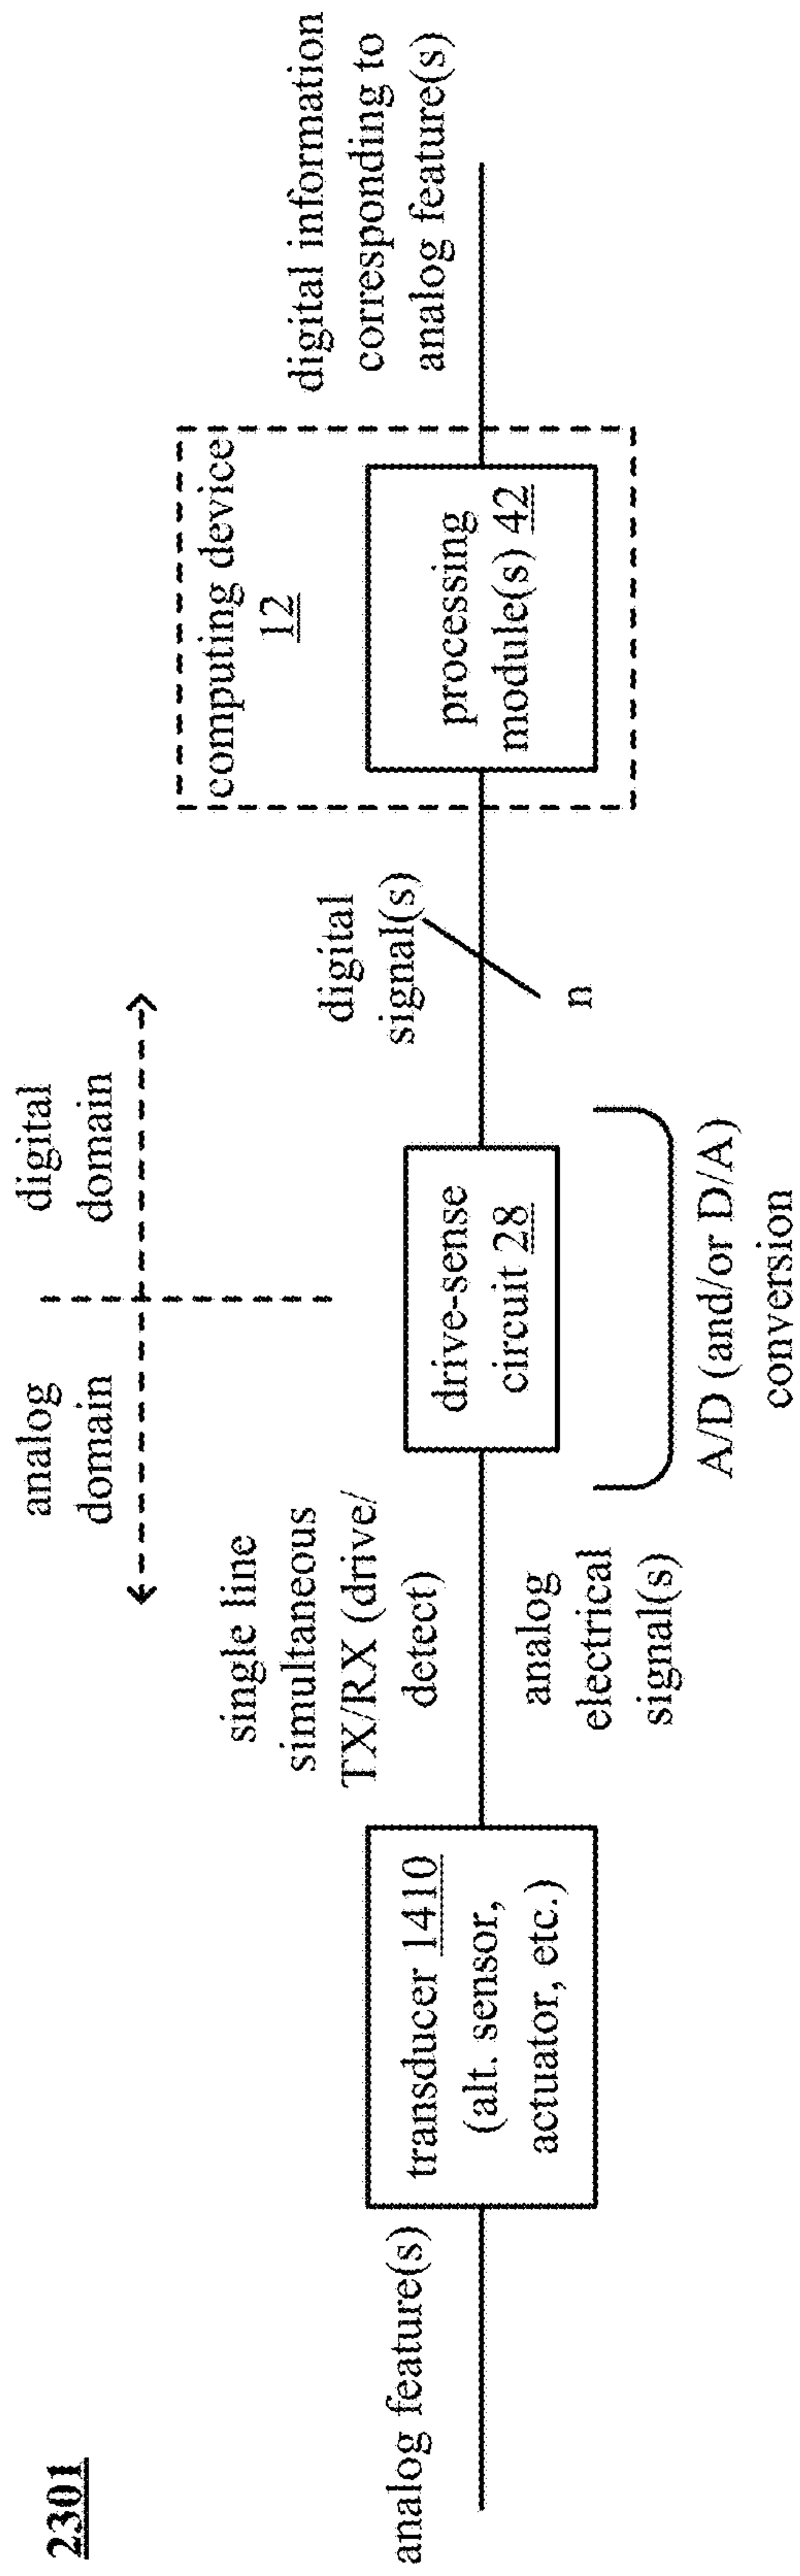 2301
analog
domain
digital
domain
analog feature(s)
transducer 1410
(alt. sensor,
actuator, etc.)
single line
simultaneous
TX/RX (drive/
detect)
analog
electrical
signal(s)
drive-sense
circuit 28
A/D (and/or D/A)
conversion
digital
signal(s)
n
computing device
12
processing
module(s) 42
digital information
corresponding to
analog feature(s)